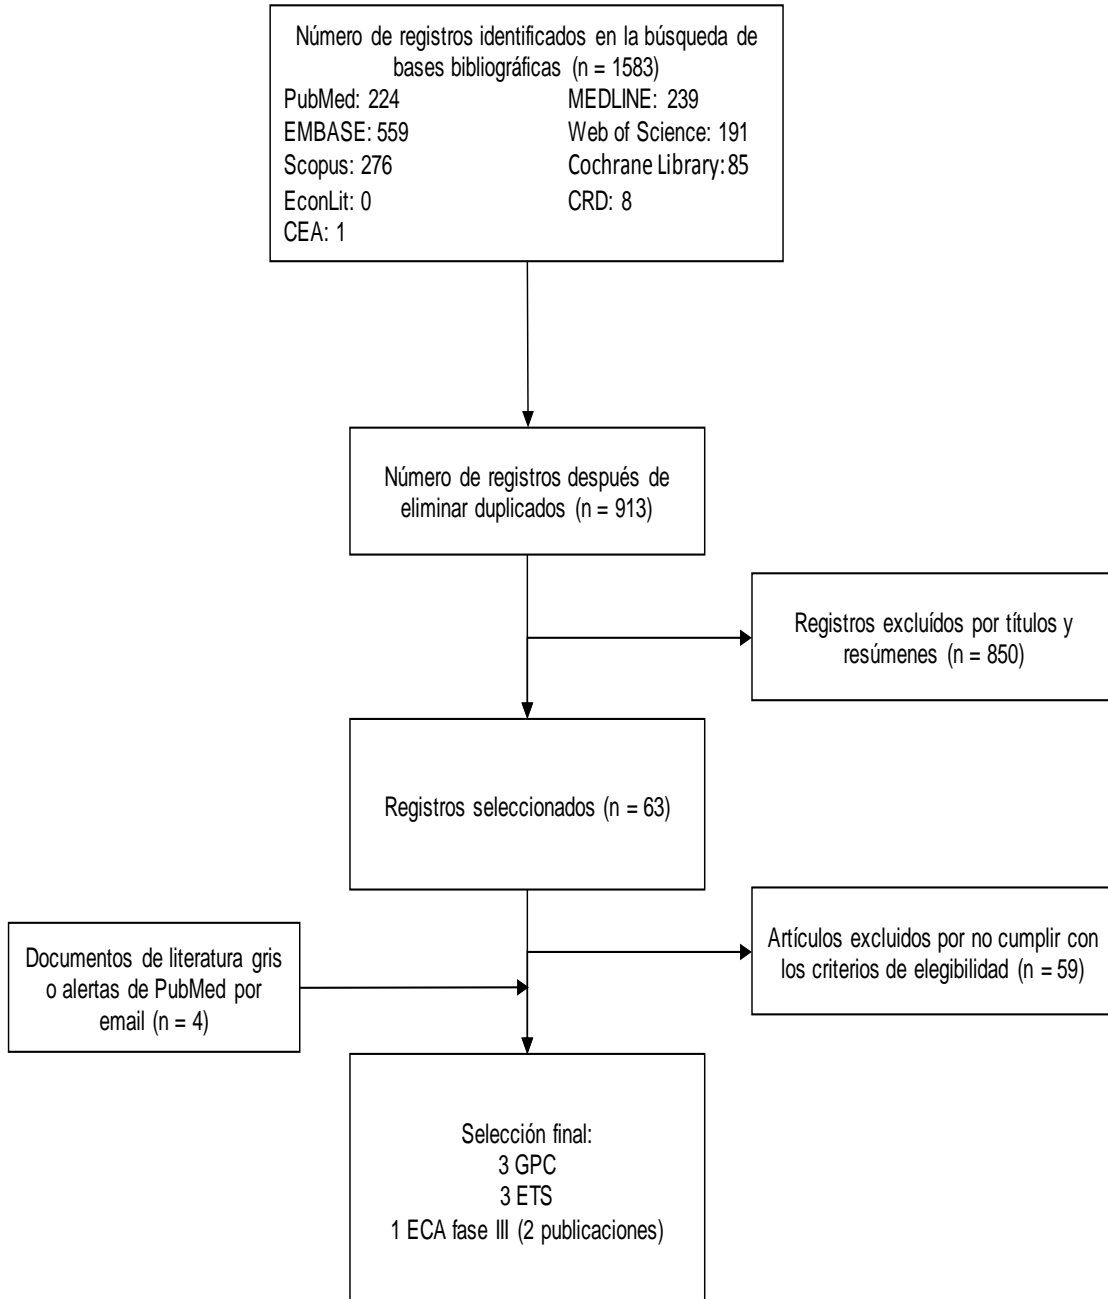 Número de registros identificados en la búsqueda de
bases bibliográficas (n = 1583)
PubMed: 224
MEDLINE: 239
EMBASE: 559
Web of Science: 191
Scopus: 276
Cochrane Library: 85
EconLit: 0
CRD: 8
CEA: 1
Número de registros después de
eliminar duplicados (n = 913)
Registros excluídos por títulos y
resúmenes (n = 850)
Registros seleccionados (n = 63)
Artículos excluidos por no cumplir con
los criterios de elegibilidad (n = 59)
Documentos de literatura gris
o alertas de PubMed por
email (n = 4)
Selección final:
3 GPC
3 ETS
1 ECA fase III (2 publicaciones)